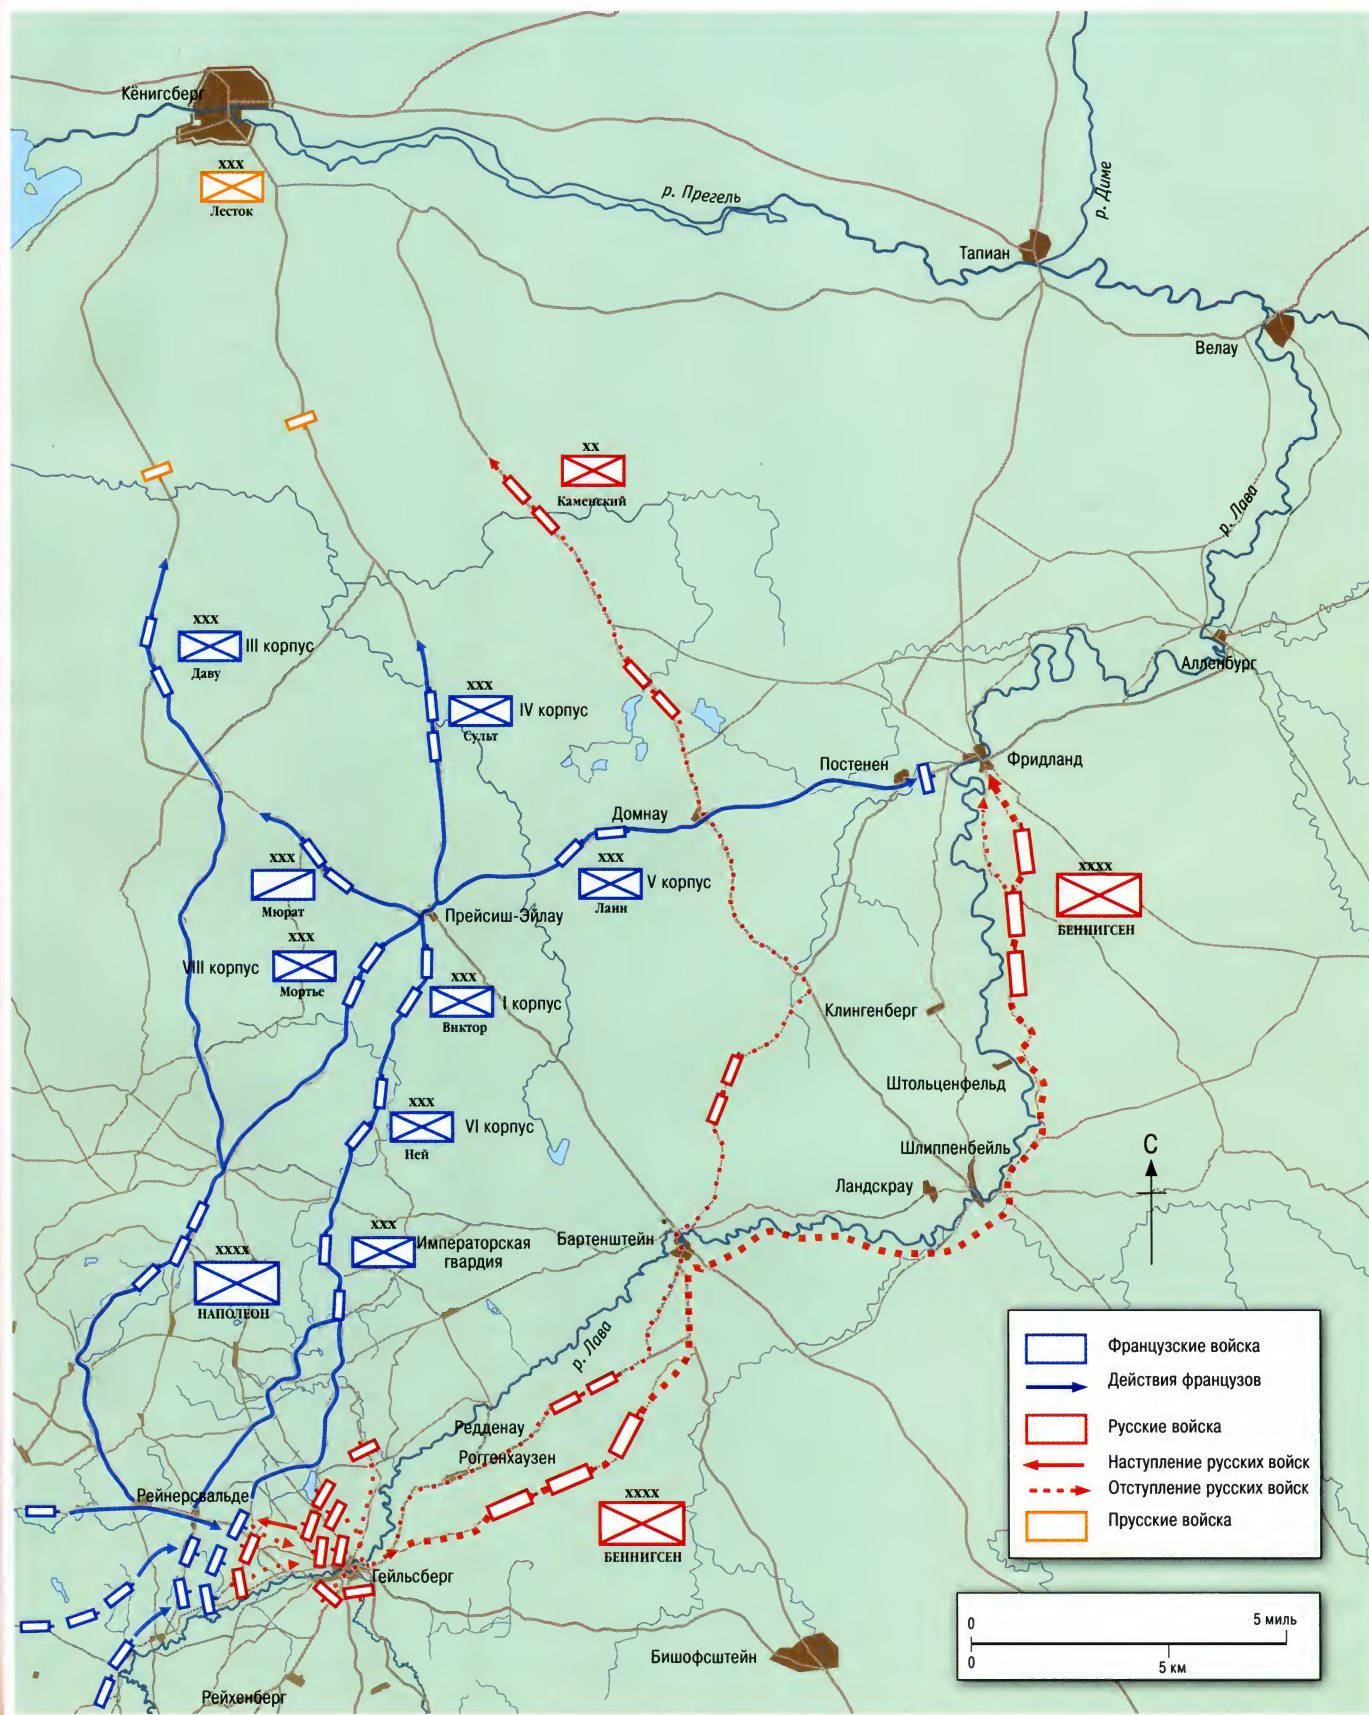 Кёнигсберг
XXX
Лесток
р. Прегель
р. Диме
Тапиан
Велау
XX
Каменский
р. Лава
XXX
III корпус
Даву
Алленбург
XXX
IV корпус
Сульт
Постенен
Фридланд
Домнау
XXX
Мюрат
XXX
V корпус
Ланн
XXXX
БЕННИГСЕН
Прейсиш-Эйлау
XXX
VIII корпус
Мортье
XXX
I корпус
Виктор
Клингенберг
Штольценфельд
XXX
VI корпус
Ней
Шлиппенбейль
Ландскрау
С
XXX
Императорская
гвардия
Бартенштейн
XXXX
НАПОЛЕОН
р. Лава
Редденау
Роггенхаузен
Рейнерсвальде
XXXX
БЕННИГСЕН
Гейльсберг
Бишофсштейн
Рейхенберг
Французские войска
Действия французов
Русские войска
Наступление русских войск
Отступление русских войск
Прусские войска
0
5 миль
0
5 км